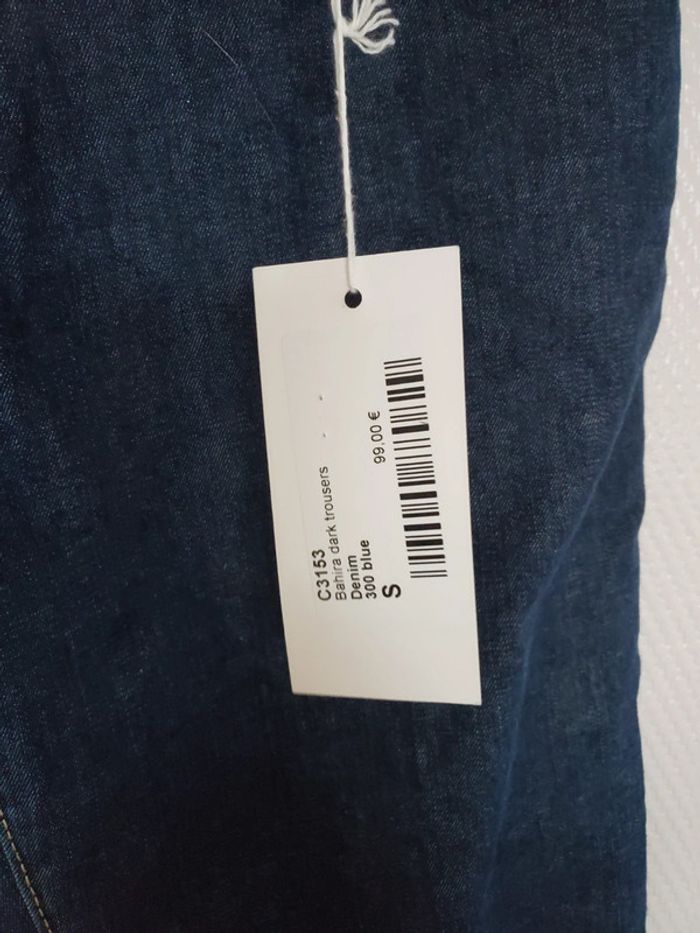 C3153
Bahira dark trousers
Denim
300 blue
S
99,00 €